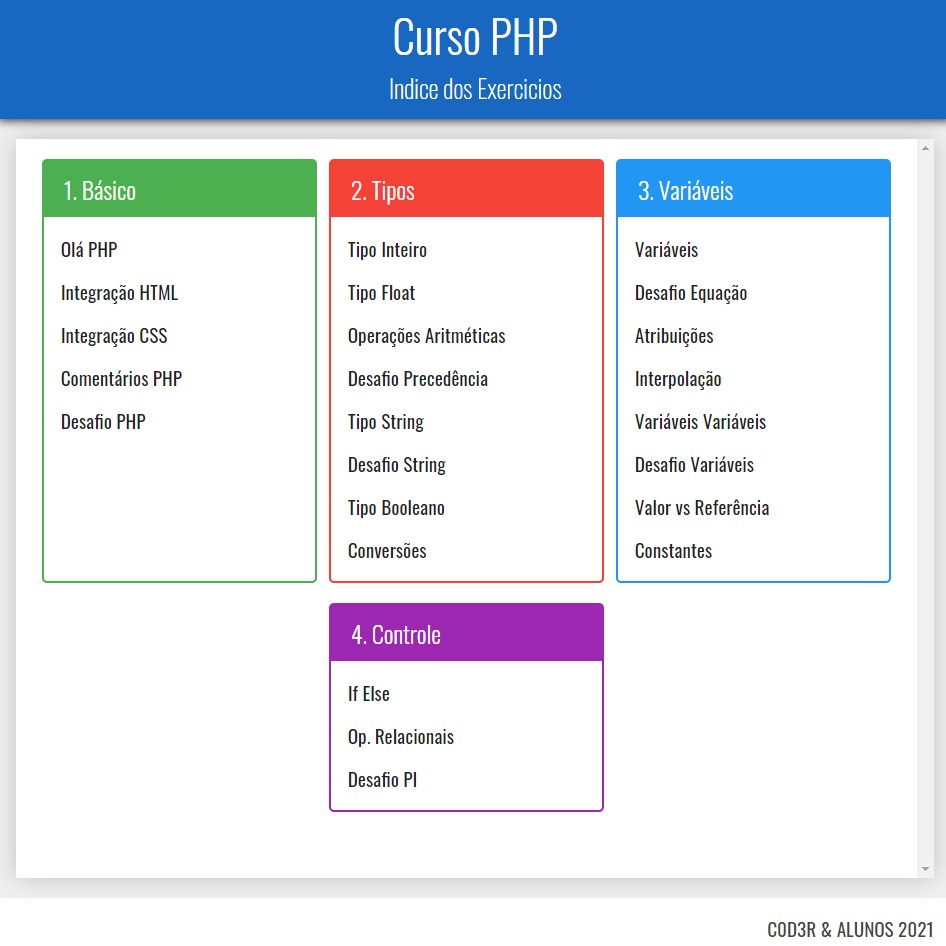 Curso PHP
Indice dos Exercicios
1. Básico
Olá PHP
Integração HTML
Integração CSS
Comentários PHP
Desafio PHP
2. Tipos
Tipo Inteiro
Tipo Float
Operações Aritméticas
Desafio Precedência
Tipo String
Desafio String
Tipo Booleano
Conversões
3. Variáveis
Variáveis
Desafio Equação
Atribuições
Interpolação
Variáveis Variáveis
Desafio Variáveis
Valor vs Referência
Constantes
4. Controle
If Else
Op. Relacionais
Desafio PI
COD3R & ALUNOS 2021